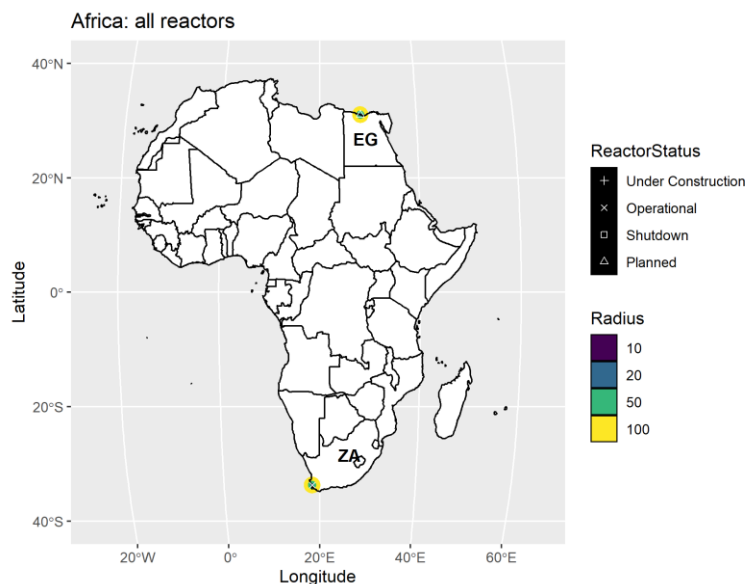 Africa: all reactors
40°N
20°N
0°
20°S
40°S
Latitude
EG
ZA
20°W
0°
20°E
40°E
60°E
Longitude
ReactorStatus
Under Construction
Operational
Shutdown
Planned
Radius
10
20
50
100